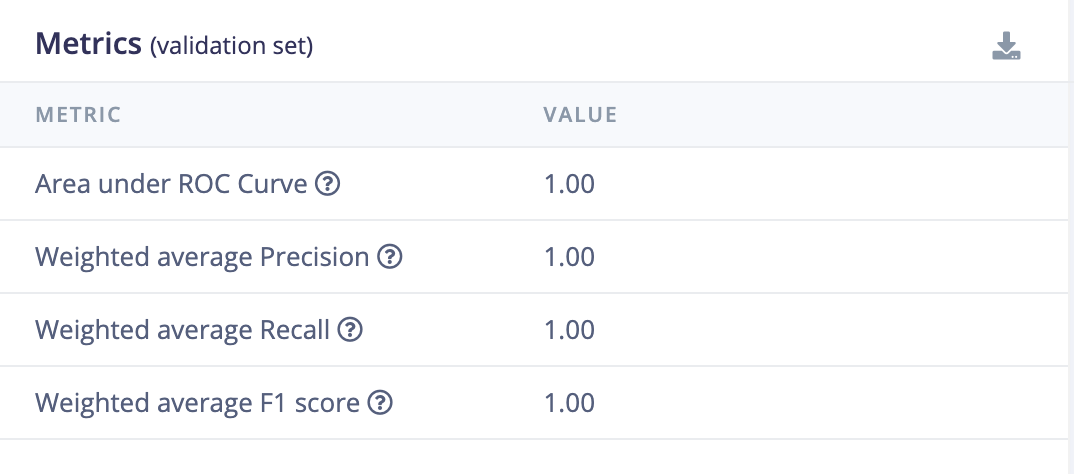 Metrics (validation set)
METRIC VALUE
Area under ROC Curve ? 1.00
Weighted average Precision ? 1.00
Weighted average Recall ? 1.00
Weighted average F1 score ? 1.00